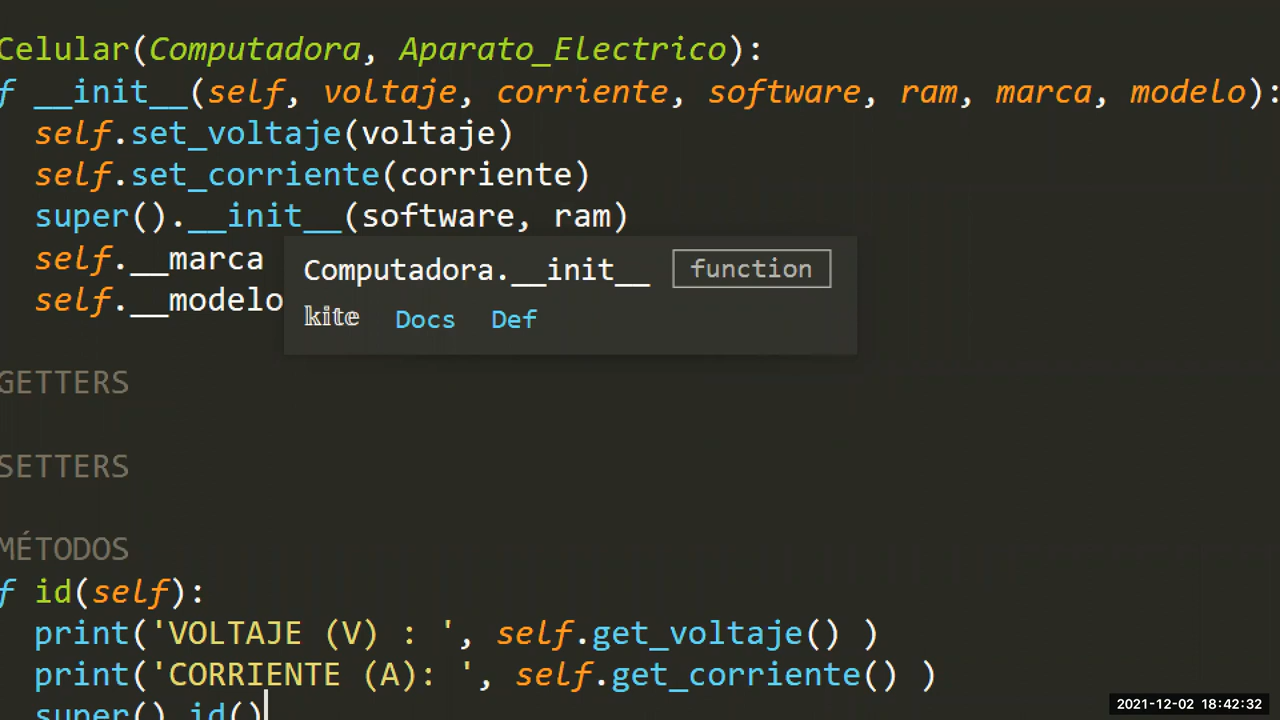 Celular(Computadora, Aparato_Electrico):
f __init__(self, voltaje, corriente, software, ram, marca, modelo):
self.set_voltaje(voltaje)
self.set_corriente(corriente)
super().__init__(software, ram)
self.__marca
self.__modelo
Computadora.__init__ function
kite Docs Def
GETTERS
SETTERS
MÉTODOS
f id(self):
print('VOLTAJE (V) : ', self.get_voltaje() )
print('CORRIENTE (A): ', self.get_corriente() )
super().id()
2021-12-02 18:42:32